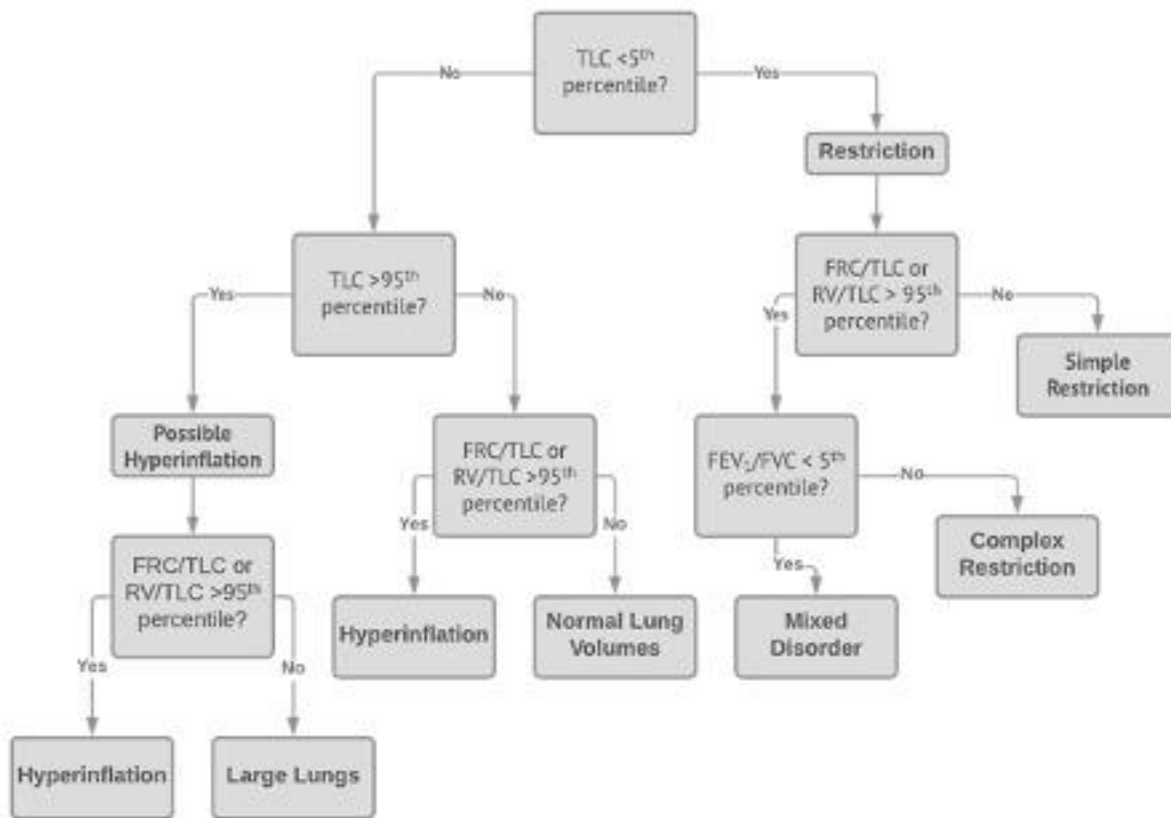 TLC <5th
percentile?
No
Yes
Restriction
TLC >95th
percentile?
Yes
No
FRC/TLC or
RV/TLC > 95th
percentile?
Yes
No
Simple
Restriction
Possible
Hyperinflation
FRC/TLC or
RV/TLC >95th
percentile?
Yes
No
FEV₁/FVC < 5th
percentile?
No
Yes
Complex
Restriction
FRC/TLC or
RV/TLC >95th
percentile?
Yes
No
Hyperinflation
Normal Lung
Volumes
Mixed
Disorder
Hyperinflation
Large Lungs